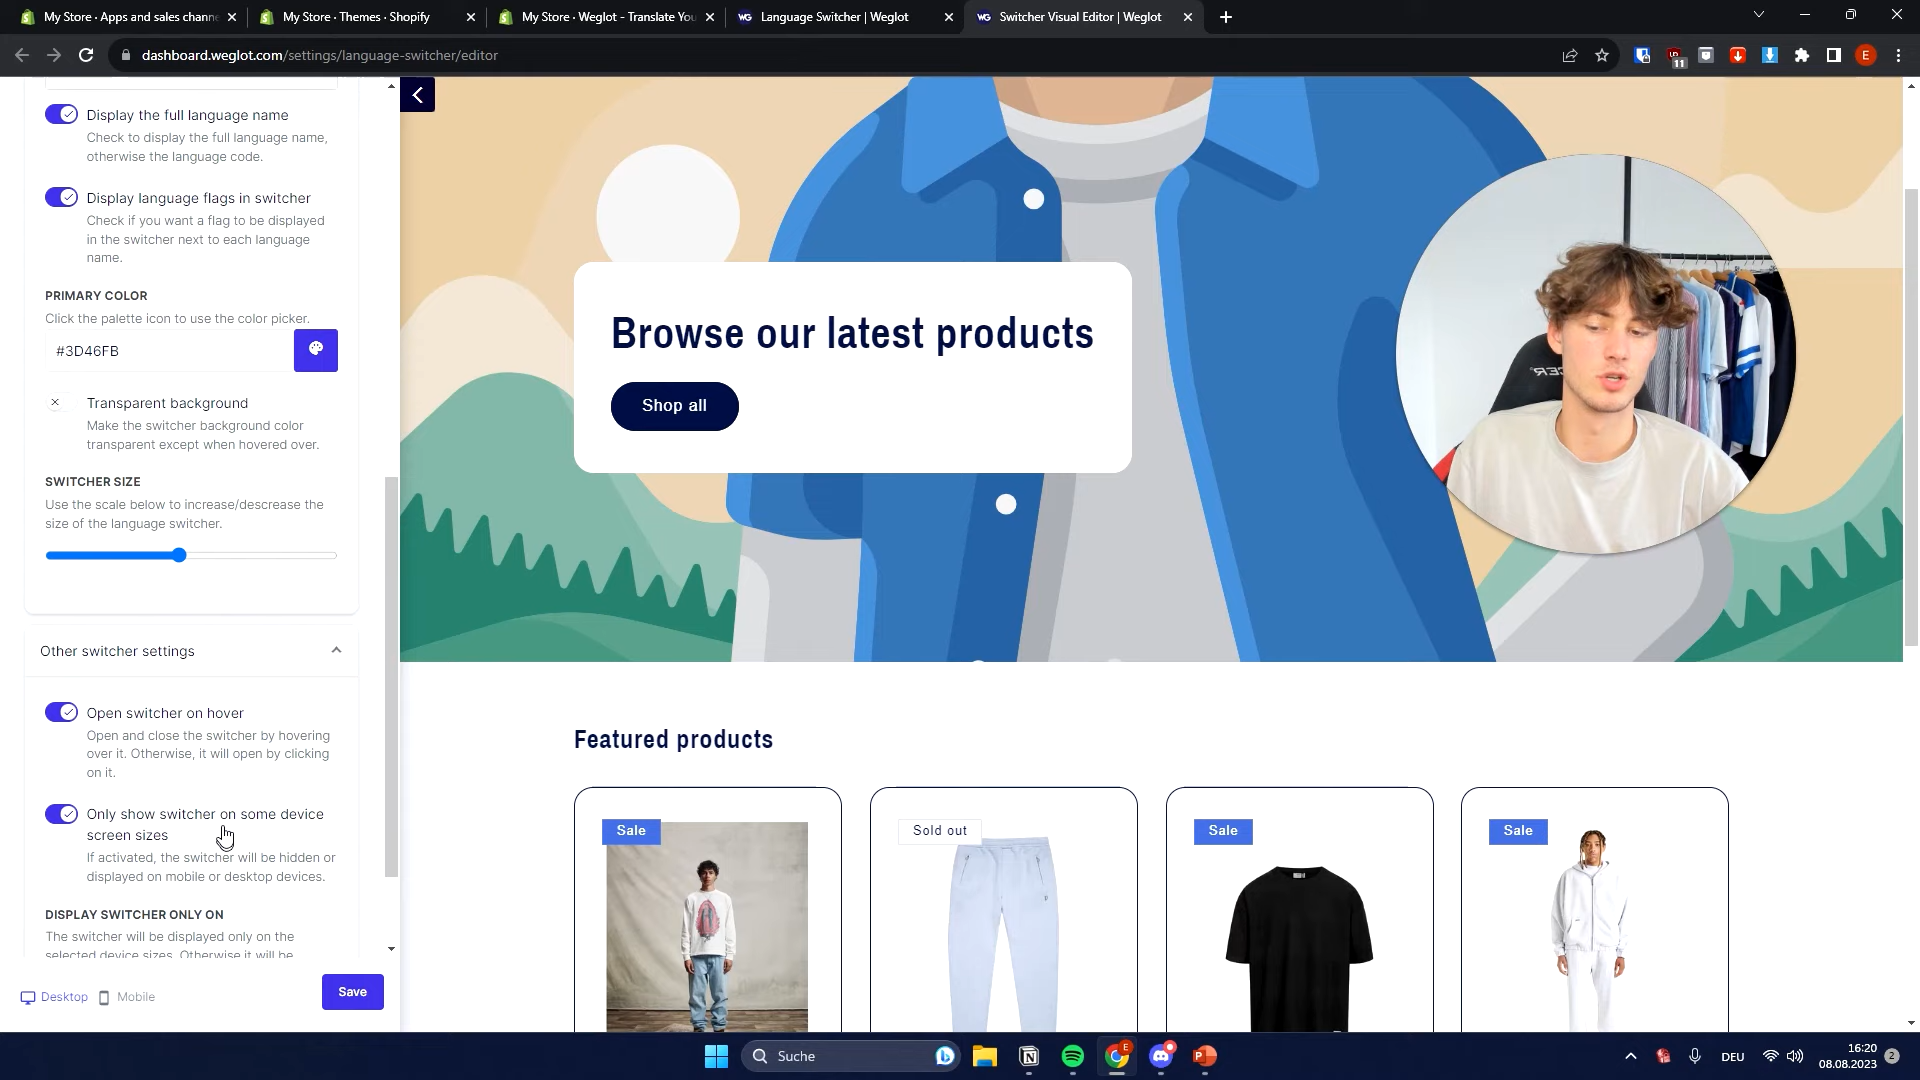 My Store · Apps and sales channe
My Store · Themes · Shopify
My Store · Weglot - Translate You
Language Switcher | Weglot
Switcher Visual Editor | Weglot
dashboard.weglot.com/settings/language-switcher/editor
11
E
Display the full language name
Check to display the full language name,
otherwise the language code.
Display language flags in switcher
Check if you want a flag to be displayed
in the switcher next to each language
name.
PRIMARY COLOR
Click the palette icon to use the color picker.
#3D46FB
Transparent background
Make the switcher background color
transparent except when hovered over.
SWITCHER SIZE
Use the scale below to increase/descrease the
size of the language switcher.
Other switcher settings
Open switcher on hover
Open and close the switcher by hovering
over it. Otherwise, it will open by clicking
on it.
Only show switcher on some device
screen sizes
If activated, the switcher will be hidden or
displayed on mobile or desktop devices.
DISPLAY SWITCHER ONLY ON
The switcher will be displayed only on the
selected device sizes. Otherwise it will be
Desktop
Mobile
Save
Browse our latest products
Shop all
Featured products
Sale
Sold out
Sale
Sale
Suche
DEU
16:20
08.08.2023
2